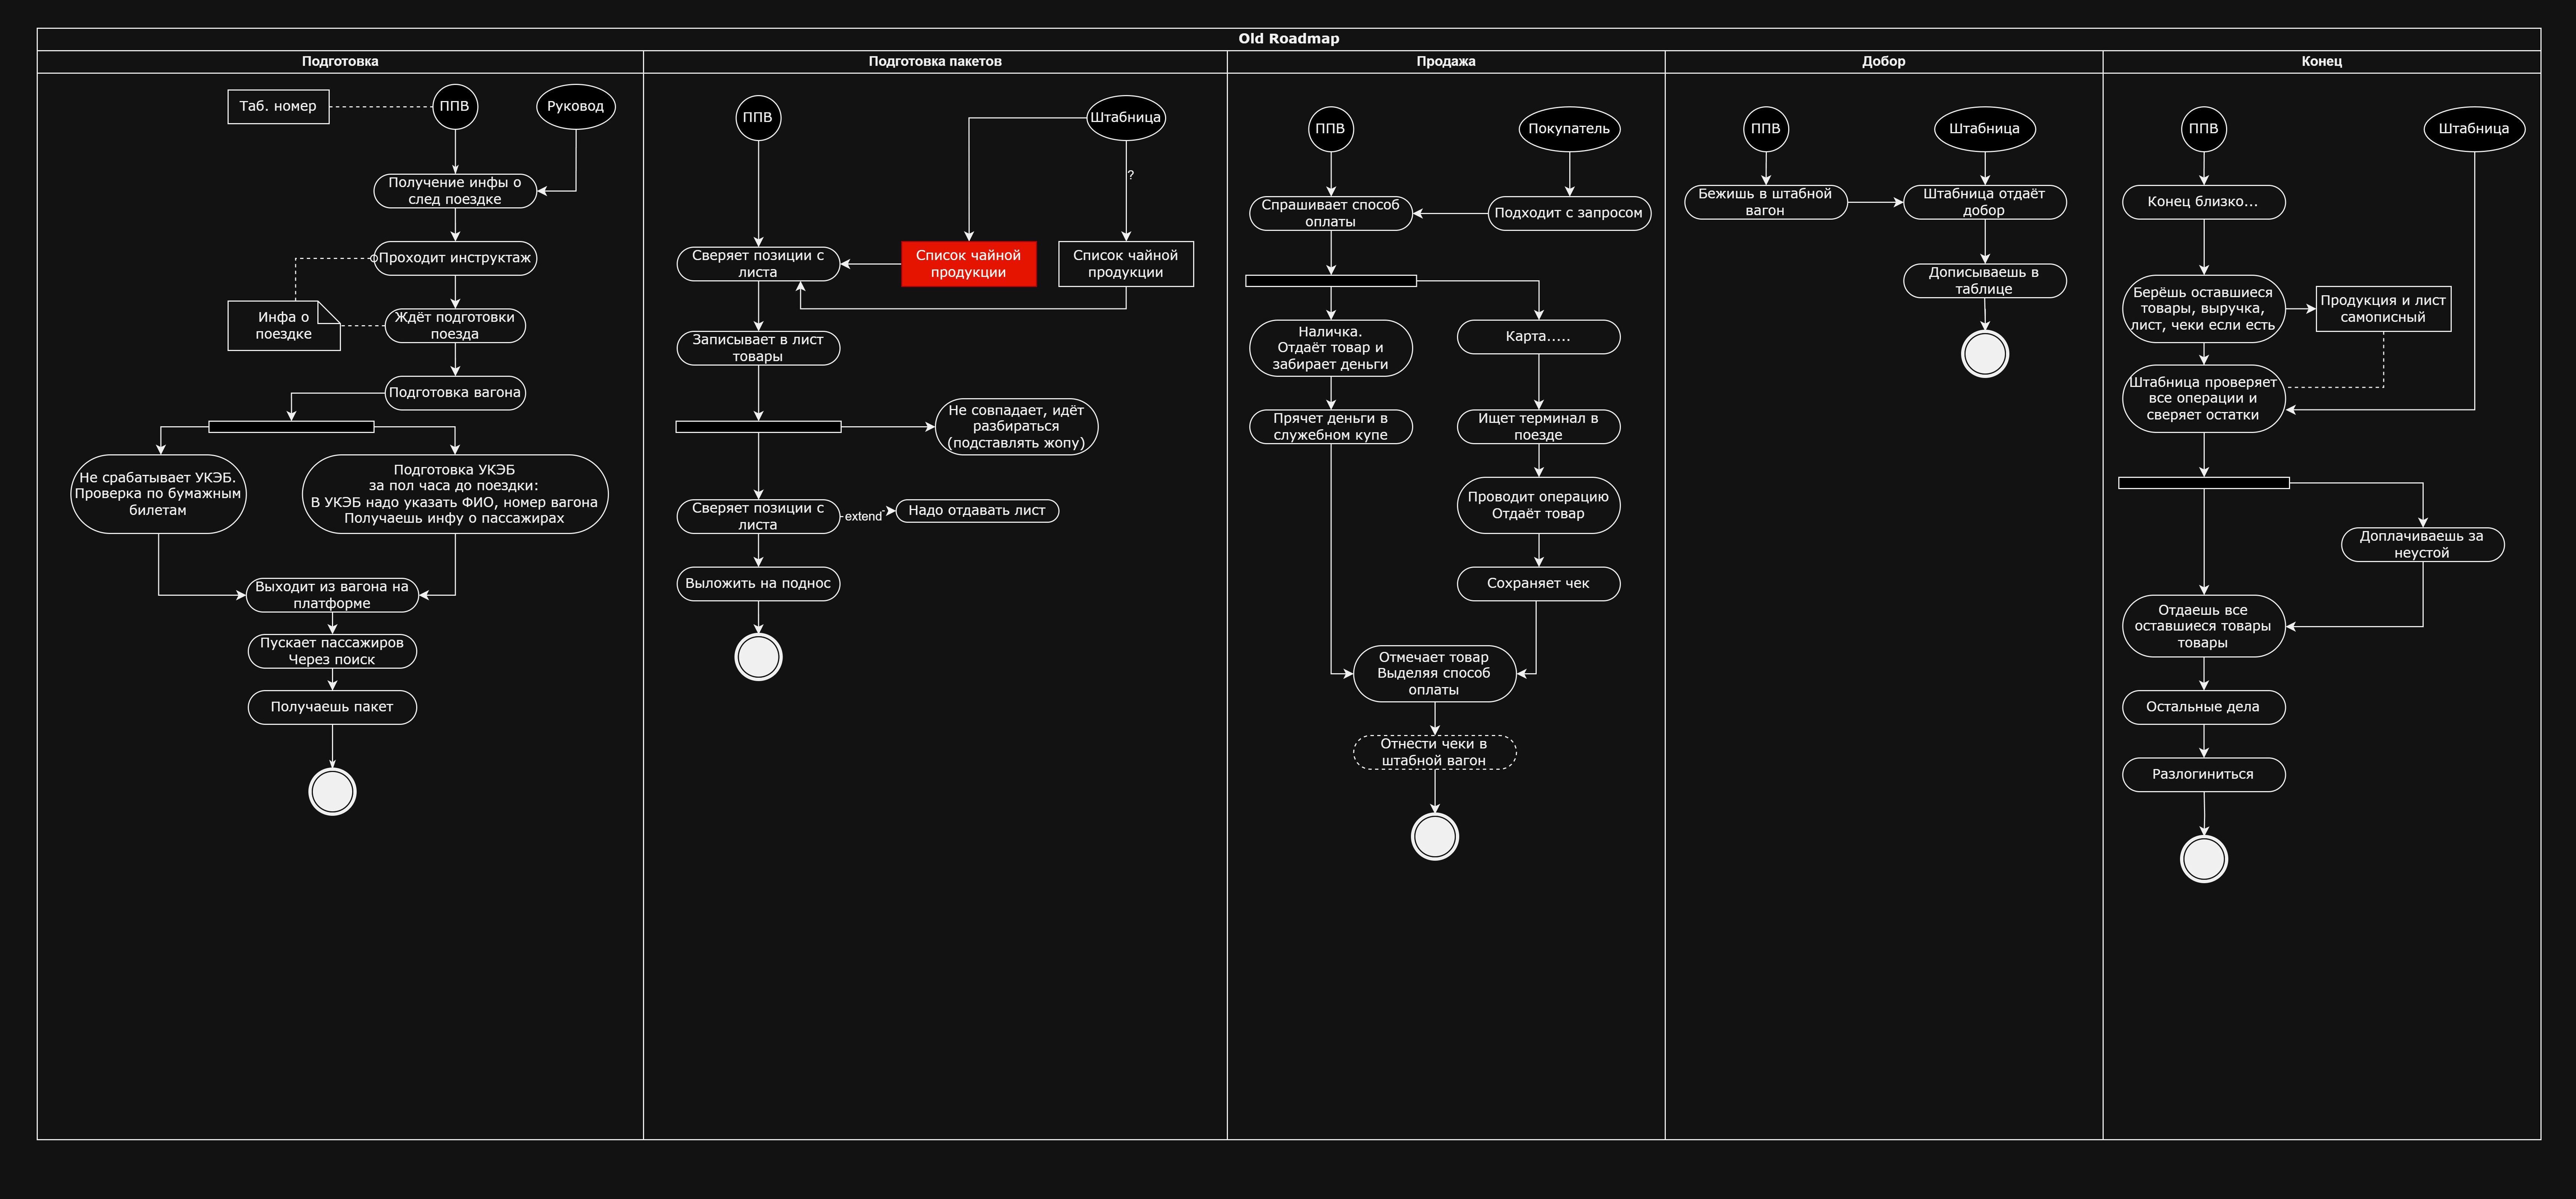 Old Roadmap
Подготовка
Подготовка пакетов
Продажа
Добор
Конец
Таб. номер
ППВ
Руковод
Получение инфы о
след поездке
Проходит инструктаж
Инфа о
поездке
Ждёт подготовки
поезда
Подготовка вагона
Не срабатывает УКЭБ.
Проверка по бумажным
билетам
Подготовка УКЭБ
за пол часа до поездки:
В УКЭБ надо указать ФИО, номер вагона
Получаешь инфу о пассажирах
Выходит из вагона на
платформе
Пускает пассажиров
Через поиск
Получаешь пакет
ППВ
Штабница
?
Сверяет позиции с
листа
Список чайной
продукции
Список чайной
продукции
Записывает в лист
товары
Не совпадает, идёт
разбираться
(подставлять жопу)
Сверяет позиции с
листа
extend
Надо отдавать лист
Выложить на поднос
ППВ
Покупатель
Спрашивает способ
оплаты
Подходит с запросом
Наличка.
Отдаёт товар и
забирает деньги
Карта.....
Прячет деньги в
служебном купе
Ищет терминал в
поезде
Проводит операцию
Отдаёт товар
Сохраняет чек
Отмечает товар
Выделяя способ
оплаты
Отнести чеки в
штабной вагон
ППВ
Штабница
Бежишь в штабной
вагон
Штабница отдаёт
добор
Дописываешь в
таблице
ППВ
Штабница
Конец близко...
Берёшь оставшиеся
товары, выручка,
лист, чеки если есть
Продукция и лист
самописный
Штабница проверяет
все операции и
сверяет остатки
Доплачиваешь за
неустой
Отдаешь все
оставшиеся товары
товары
Остальные дела
Разлогиниться